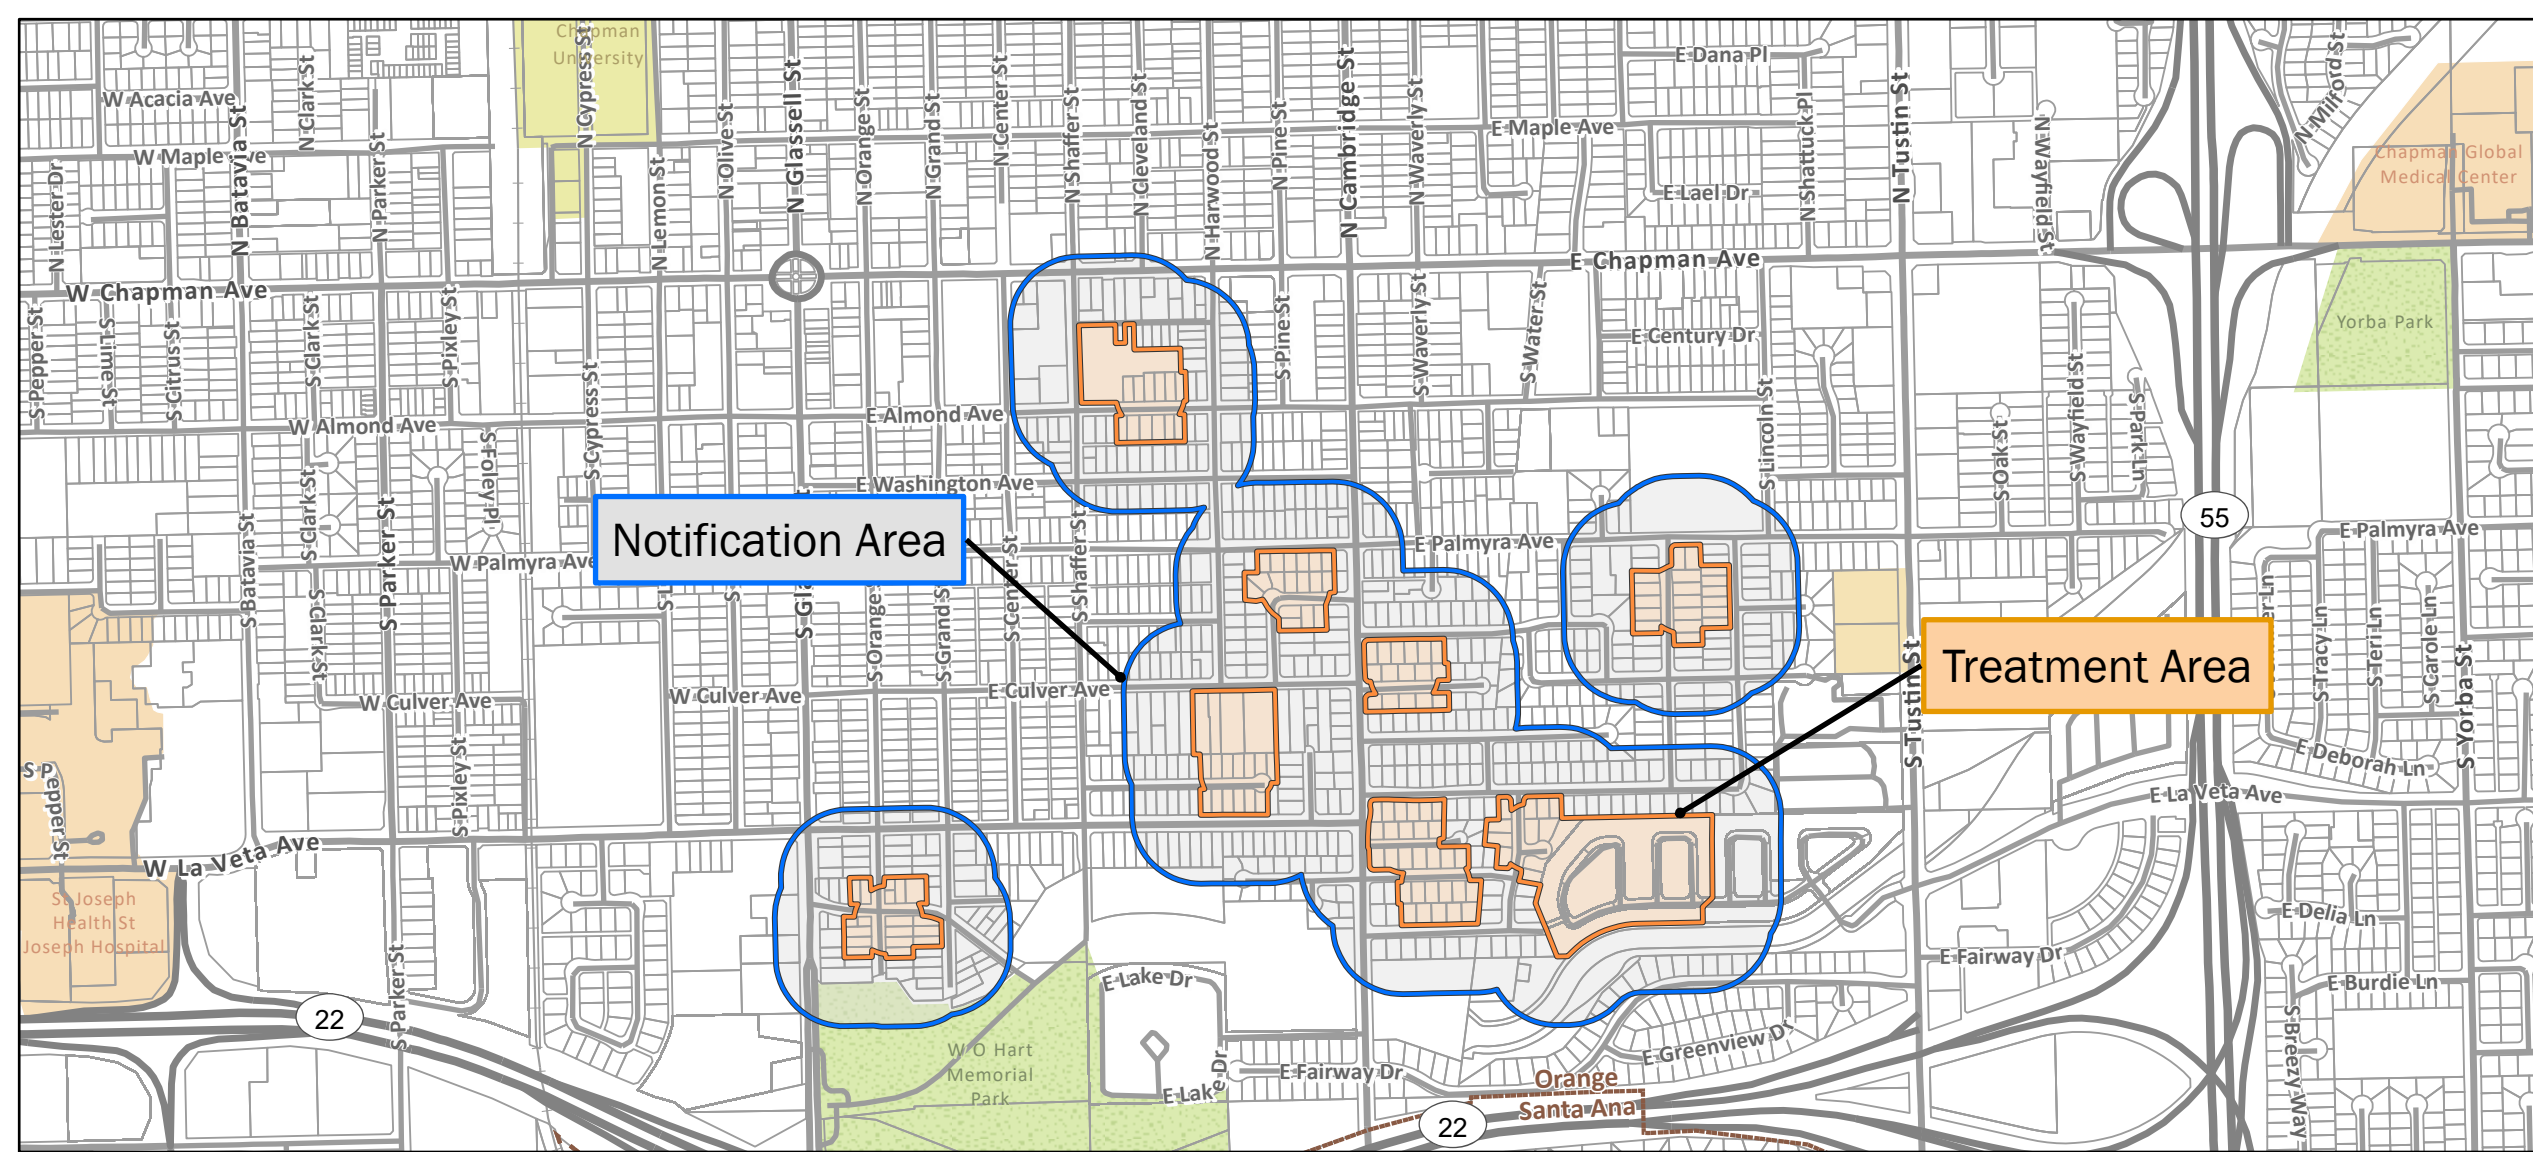 Chapman
University
N Cypress St
E Dana Pl
N Milford St
W Acacia Ave
N Clark St
N Batavia St
N Parker St
N Lester Dr
W Maple Ave
N Lemon St
N Olive St
N Glassell St
N Orange St
N Grand St
N Center St
N Shaffer St
N Cleveland St
N Harwood St
N Pine St
N Cambridge St
N Waverly St
E Maple Ave
E Lael Dr
N Shattuck Pl
N Tustin St
N Wayfield St
Chapman Global
Medical Center
W Chapman Ave
E Chapman Ave
S Pepper St
S Lime St
S Citrus St
S Clark St
S Pixley St
S Cypress St
S Pine St
S Waverly St
S Water St
E Century Dr
S Lincoln St
Yorba Park
S Wayfield St
S Park Ln
S Oak St
W Almond Ave
E Almond Ave
S Foley Pl
S Clark St
E Washington Ave
Notification Area
55
S Batavia St
S Parker St
W Palmyra Ave
E Palmyra Ave
E Palmyra Ave
S Clark St
S Orange
S Grand S
S Center St
S Shaffer St
S Tracy Ln
S Teri Ln
S Carole Ln
S Yorba St
Treatment Area
S Tustin St
W Culver Ave
W Culver Ave
E Culver Ave
S Pixley St
S Pepper St
E Deborah Ln
E La Veta Ave
W La Veta Ave
St Joseph
Health St
Joseph Hospital
S Parker St
22
E Lake Dr
E Lake Dr
W O Hart
Memorial
Park
E Fairway Dr
E Greenview Dr
E Fairway Dr
E Delia Ln
E Burdie Ln
S Breezy Way
Orange
Santa Ana
22